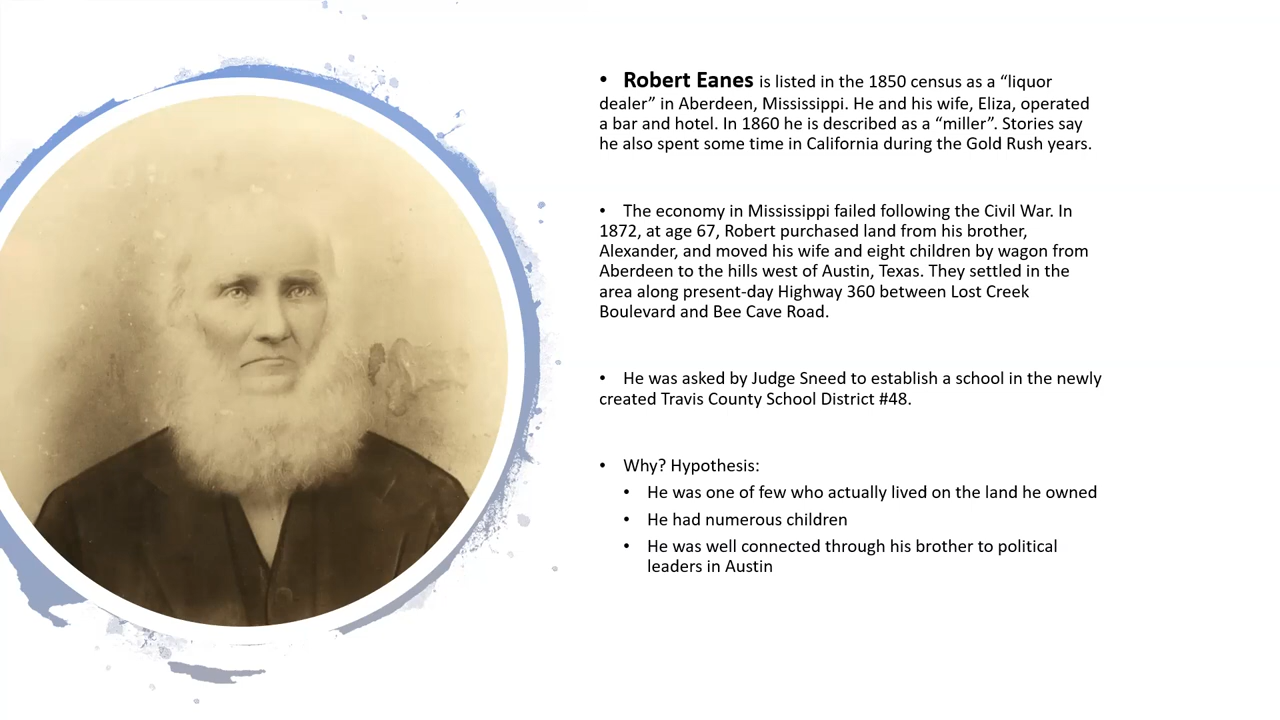 • Robert Eanes is listed in the 1850 census as a “liquor
dealer” in Aberdeen, Mississippi. He and his wife, Eliza, operated
a bar and hotel. In 1860 he is described as a “miller”. Stories say
he also spent some time in California during the Gold Rush years.
• The economy in Mississippi failed following the Civil War. In
1872, at age 67, Robert purchased land from his brother,
Alexander, and moved his wife and eight children by wagon from
Aberdeen to the hills west of Austin, Texas. They settled in the
area along present-day Highway 360 between Lost Creek
Boulevard and Bee Cave Road.
• He was asked by Judge Sneed to establish a school in the newly
created Travis County School District #48.
• Why? Hypothesis:
• He was one of few who actually lived on the land he owned
• He had numerous children
• He was well connected through his brother to political
leaders in Austin